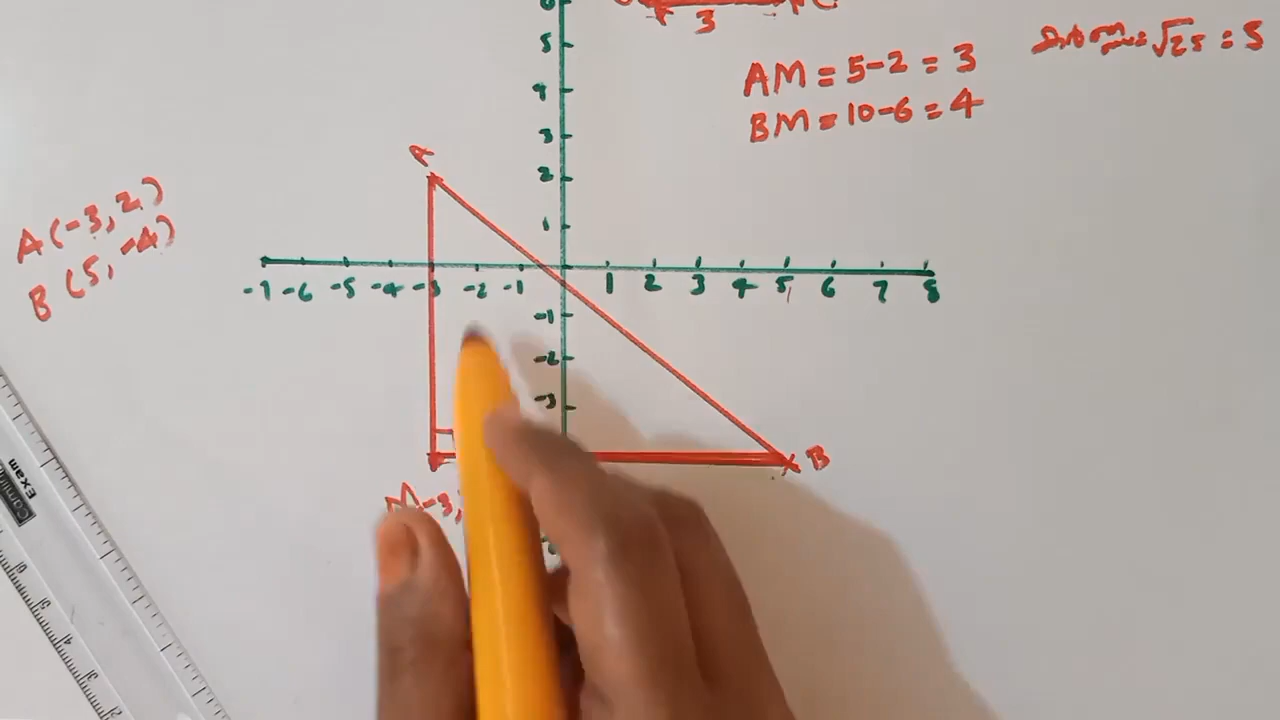 3
AM = 5-2 = 3
BM = 10-6 = 4
√25 = 5
6
5
4
3
2
1
A
A(-3, 2)
B (5, -4)
-7 -6 -5 -4 -3 -2 -1 1 2 3 4 5 6 7 8
-1
-2
-3
B
M -3,